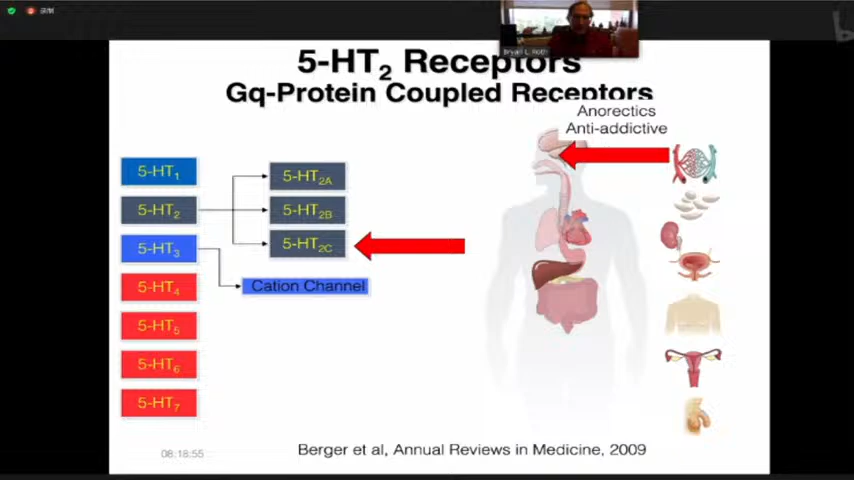 5-HT2 Receptors
Gq-Protein Coupled Receptors
Anorectics
Anti-addictive
5-HT1
5-HT2
5-HT3
5-HT4
5-HT5
5-HT6
5-HT7
5-HT2A
5-HT2B
5-HT2C
Cation Channel
08:18:55
Berger et al, Annual Reviews in Medicine, 2009
Bryan L. Roth